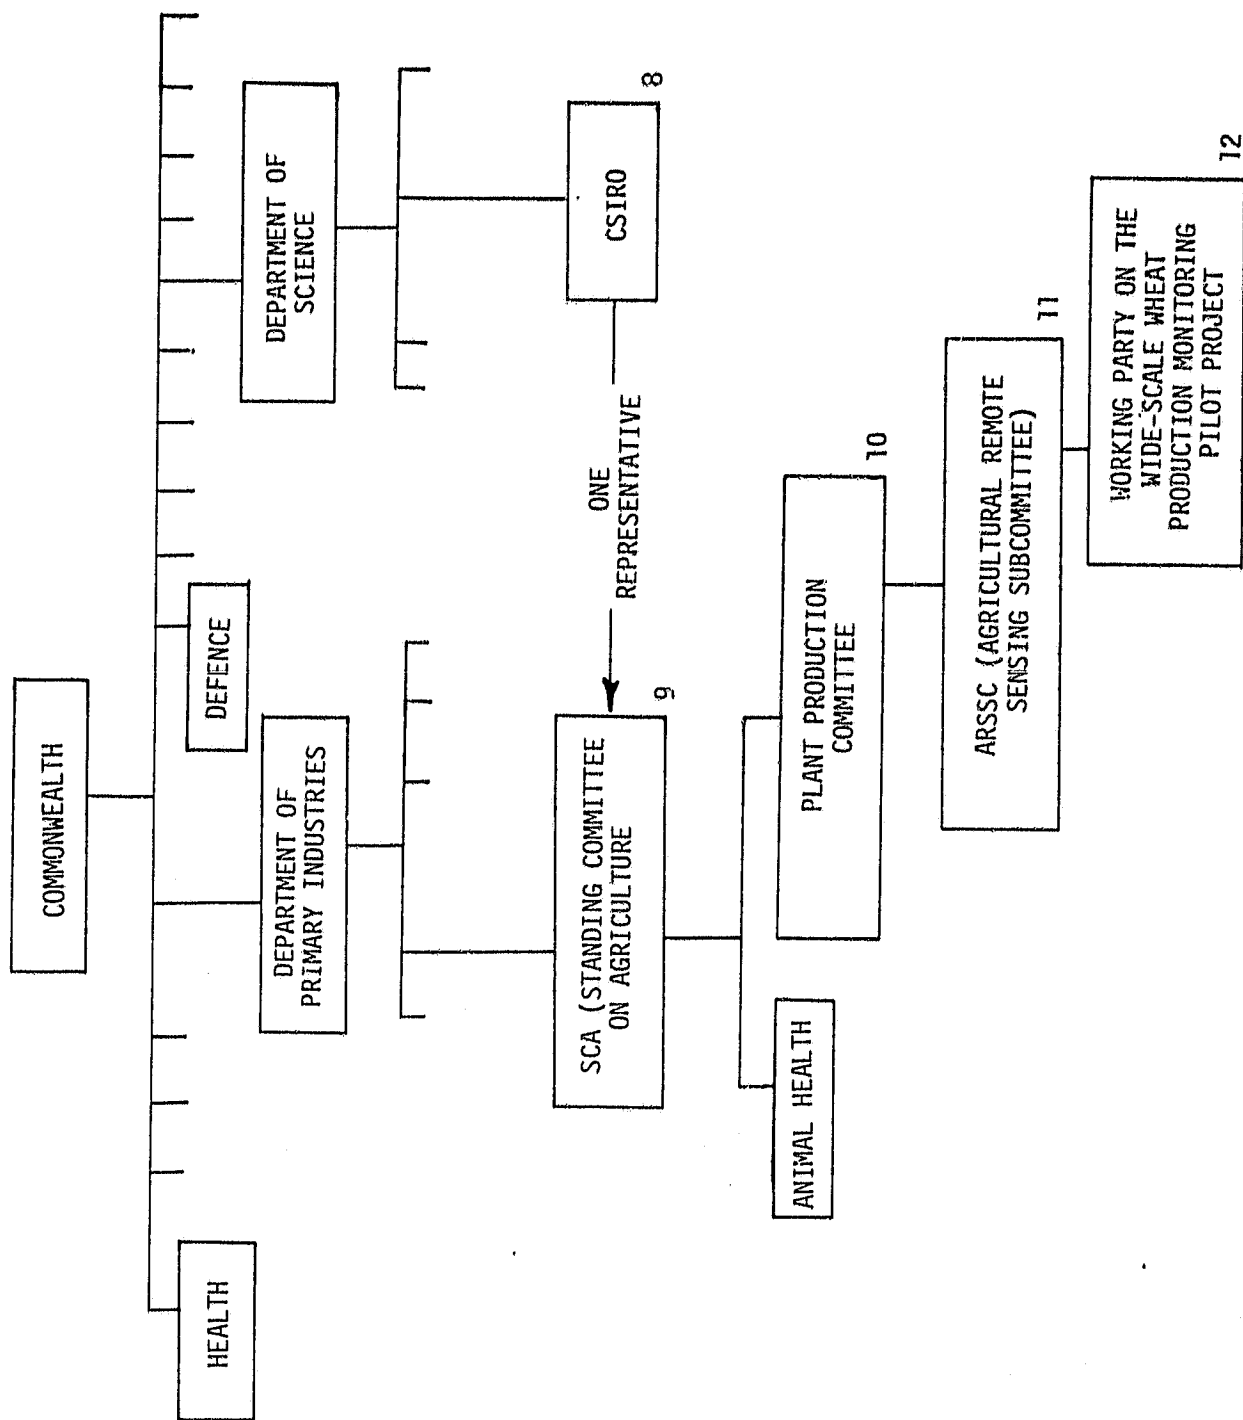 COMMONWEALTH
HEALTH
DEPARTMENT OF
PRIMARY INDUSTRIES
DEFENCE
DEPARTMENT OF
SCIENCE
SCA (STANDING COMMITTEE
ON AGRICULTURE
9
ONE
REPRESENTATIVE
CSIRO
8
ANIMAL HEALTH
PLANT PRODUCTION
COMMITTEE
10
ARSSC (AGRICULTURAL REMOTE
SENSING SUBCOMMITTEE)
11
WORKING PARTY ON THE
WIDE-SCALE WHEAT
PRODUCTION MONITORING
PILOT PROJECT
12